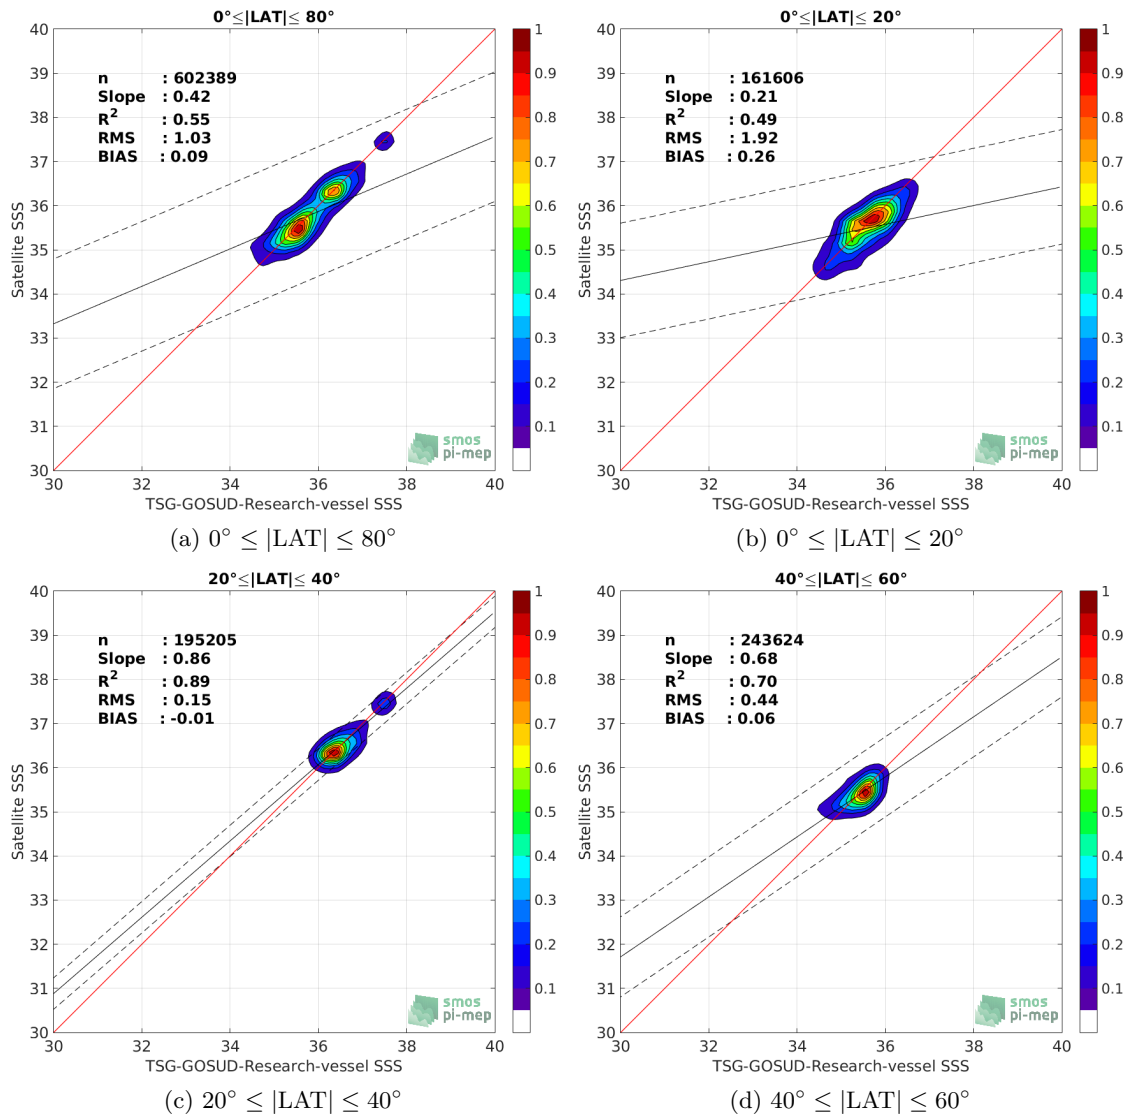 0°≤|LAT|≤ 80°
n : 602389
Slope : 0.42
R2 : 0.55
RMS : 1.03
BIAS : 0.09
Satellite SSS
40
39
38
37
36
35
34
33
32
31
30
30 32 34 36 38 40
TSG-GOSUD-Research-vessel SSS
1
0.9
0.8
0.7
0.6
0.5
0.4
0.3
0.2
0.1
smos
pi-mep
(a) 0° ≤ |LAT| ≤ 80°
0°≤|LAT|≤ 20°
n : 161606
Slope : 0.21
R2 : 0.49
RMS : 1.92
BIAS : 0.26
Satellite SSS
40
39
38
37
36
35
34
33
32
31
30
30 32 34 36 38 40
TSG-GOSUD-Research-vessel SSS
1
0.9
0.8
0.7
0.6
0.5
0.4
0.3
0.2
0.1
smos
pi-mep
(b) 0° ≤ |LAT| ≤ 20°
20°≤|LAT|≤ 40°
n : 195205
Slope : 0.86
R2 : 0.89
RMS : 0.15
BIAS : -0.01
Satellite SSS
40
39
38
37
36
35
34
33
32
31
30
30 32 34 36 38 40
TSG-GOSUD-Research-vessel SSS
1
0.9
0.8
0.7
0.6
0.5
0.4
0.3
0.2
0.1
smos
pi-mep
(c) 20° ≤ |LAT| ≤ 40°
40°≤|LAT|≤ 60°
n : 243624
Slope : 0.68
R2 : 0.70
RMS : 0.44
BIAS : 0.06
Satellite SSS
40
39
38
37
36
35
34
33
32
31
30
30 32 34 36 38 40
TSG-GOSUD-Research-vessel SSS
1
0.9
0.8
0.7
0.6
0.5
0.4
0.3
0.2
0.1
smos
pi-mep
(d) 40° ≤ |LAT| ≤ 60°